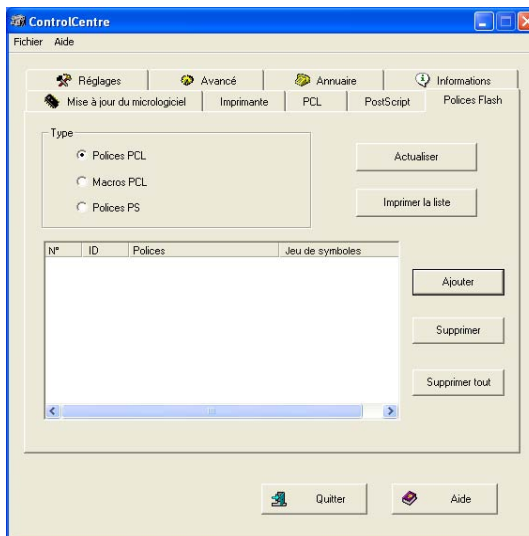 ControlCentre
Fichier Aide
Réglages Avancé Annuaire Informations
Mise à jour du micrologiciel Imprimante PCL PostScript Polices Flash
Type
Polices PCL
Macros PCL
Polices PS
Actualiser
Imprimer la liste
N° ID Polices Jeu de symboles
Ajouter
Supprimer
Supprimer tout
Quitter Aide